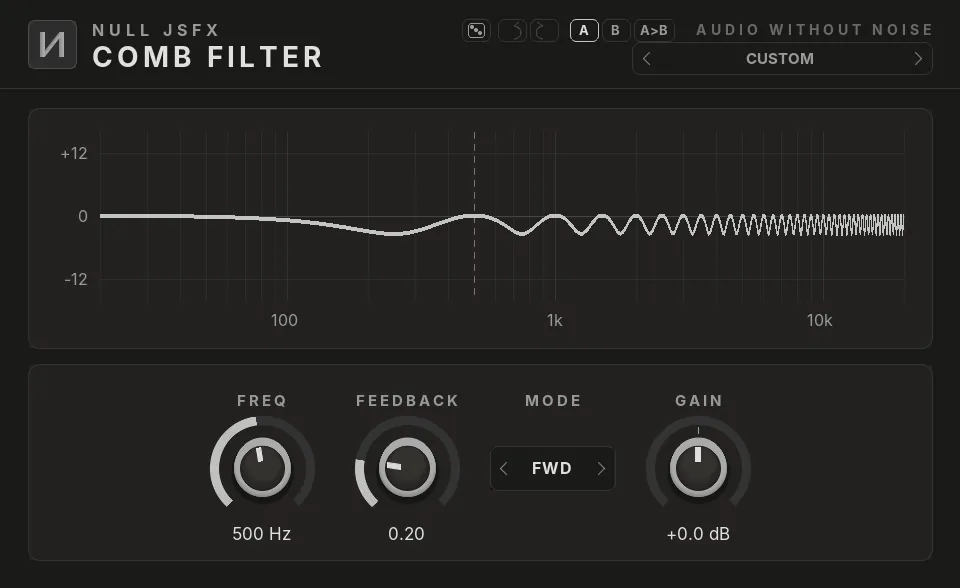 NULL JSFX
COMB FILTER
A B A>B AUDIO WITHOUT NOISE
CUSTOM
+12
0
-12
100 1k 10k
FREQ FEEDBACK MODE GAIN
FWD
500 Hz 0.20 +0.0 dB